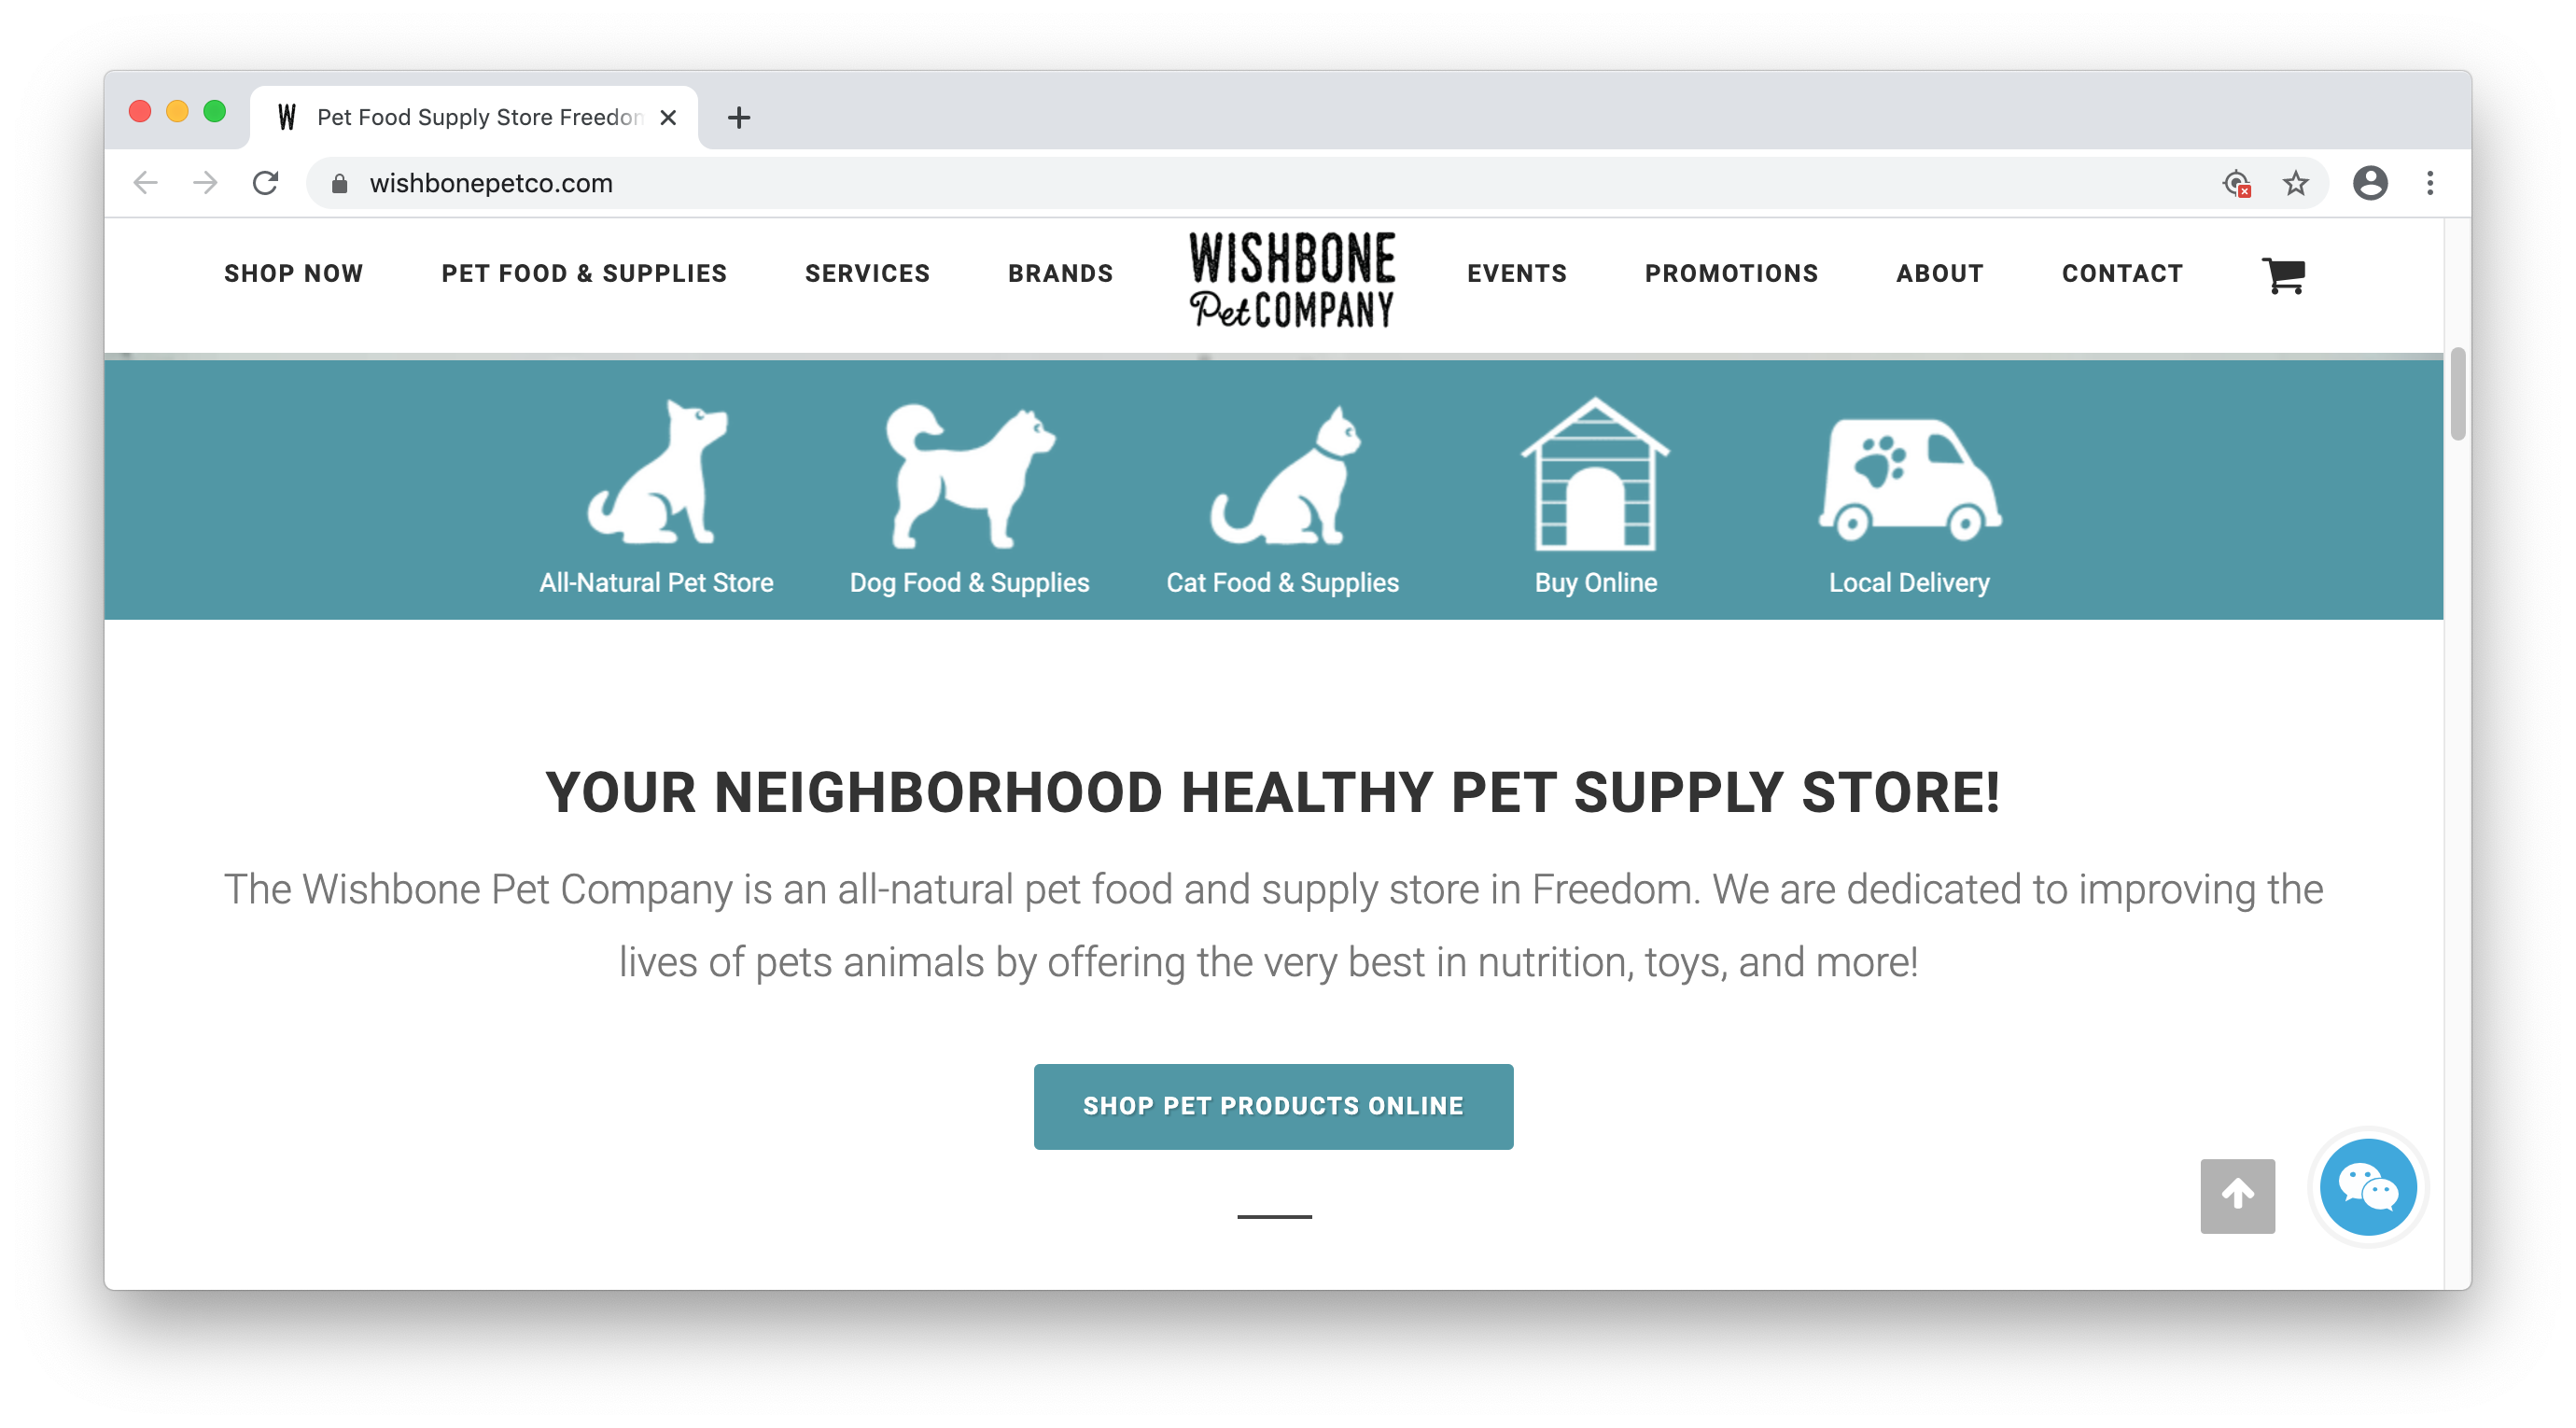 Pet Food Supply Store Freedom
wishbonepetco.com
SHOP NOW
PET FOOD & SUPPLIES
SERVICES
BRANDS
WISHBONE
Pet COMPANY
EVENTS
PROMOTIONS
ABOUT
CONTACT
All-Natural Pet Store
Dog Food & Supplies
Cat Food & Supplies
Buy Online
Local Delivery
YOUR NEIGHBORHOOD HEALTHY PET SUPPLY STORE!
The Wishbone Pet Company is an all-natural pet food and supply store in Freedom. We are dedicated to improving the
lives of pets animals by offering the very best in nutrition, toys, and more!
SHOP PET PRODUCTS ONLINE